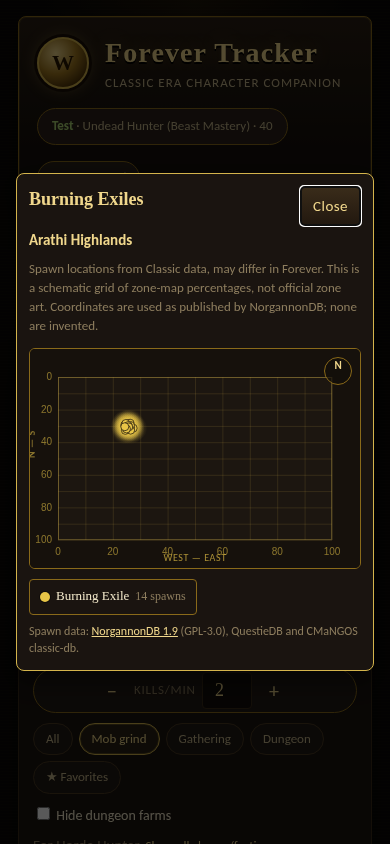 W
Forever Tracker
CLASSIC ERA CHARACTER COMPANION
Test · Undead Hunter (Beast Mastery) · 40
Burning Exiles
Close
Arathi Highlands
Spawn locations from Classic data, may differ in Forever. This is
a schematic grid of zone-map percentages, not official zone
art. Coordinates are used as published by NorgannonDB; none
are invented.
N
0
20
40
60
80
100
N — S
0 20 40 60 80 100
WEST — EAST
Burning Exile 14 spawns
Spawn data: NorgannonDB 1.9 (GPL-3.0), QuestieDB and CMaNGOS
classic-db.
− KILLS/MIN 2 +
All Mob grind Gathering Dungeon
★ Favorites
Hide dungeon farms